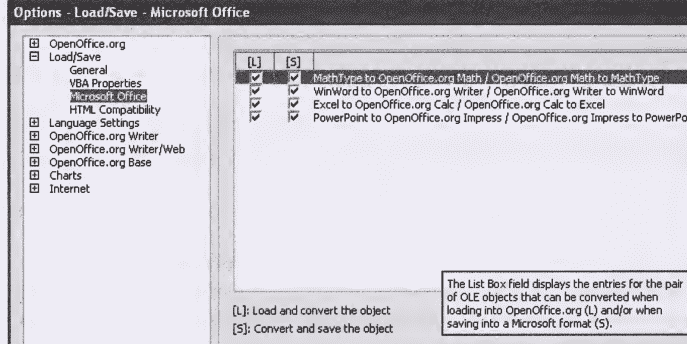 Options - Load/Save - Microsoft Office
OpenOffice.org
Load/Save
General
VBA Properties
Microsoft Office
HTML Compatibility
Language Settings
OpenOffice.org Writer
OpenOffice.org Writer/Web
OpenOffice.org Base
Charts
Internet
[L] [S]
MathType to OpenOffice.org Math / OpenOffice.org Math to MathType
WinWord to OpenOffice.org Writer / OpenOffice.org Writer to WinWord
Excel to OpenOffice.org Calc / OpenOffice.org Calc to Excel
PowerPoint to OpenOffice.org Impress / OpenOffice.org Impress to PowerPo
The List Box field displays the entries for the pair
of OLE objects that can be converted when
loading into OpenOffice.org (L) and/or when
saving into a Microsoft format (S).
[L]: Load and convert the object
[S]: Convert and save the object